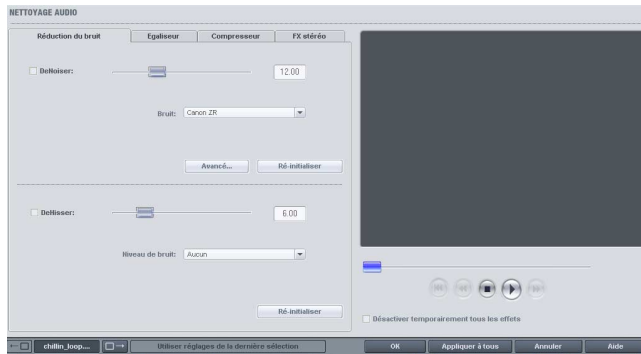 NETTOYAGE AUDIO
Réduction du bruit Egaliseur Compresseur FX stéréo
DeNoiser: 12.00
Bruit: Canon ZR
Avancé... Ré-initialiser
DeHisser: 6.00
Niveau de bruit: Aucun
Ré-initialiser
Désactiver temporairement tous les effets
chillin_loop.... Utiliser réglages de la dernière sélection OK Appliquer à tous Annuler Aide